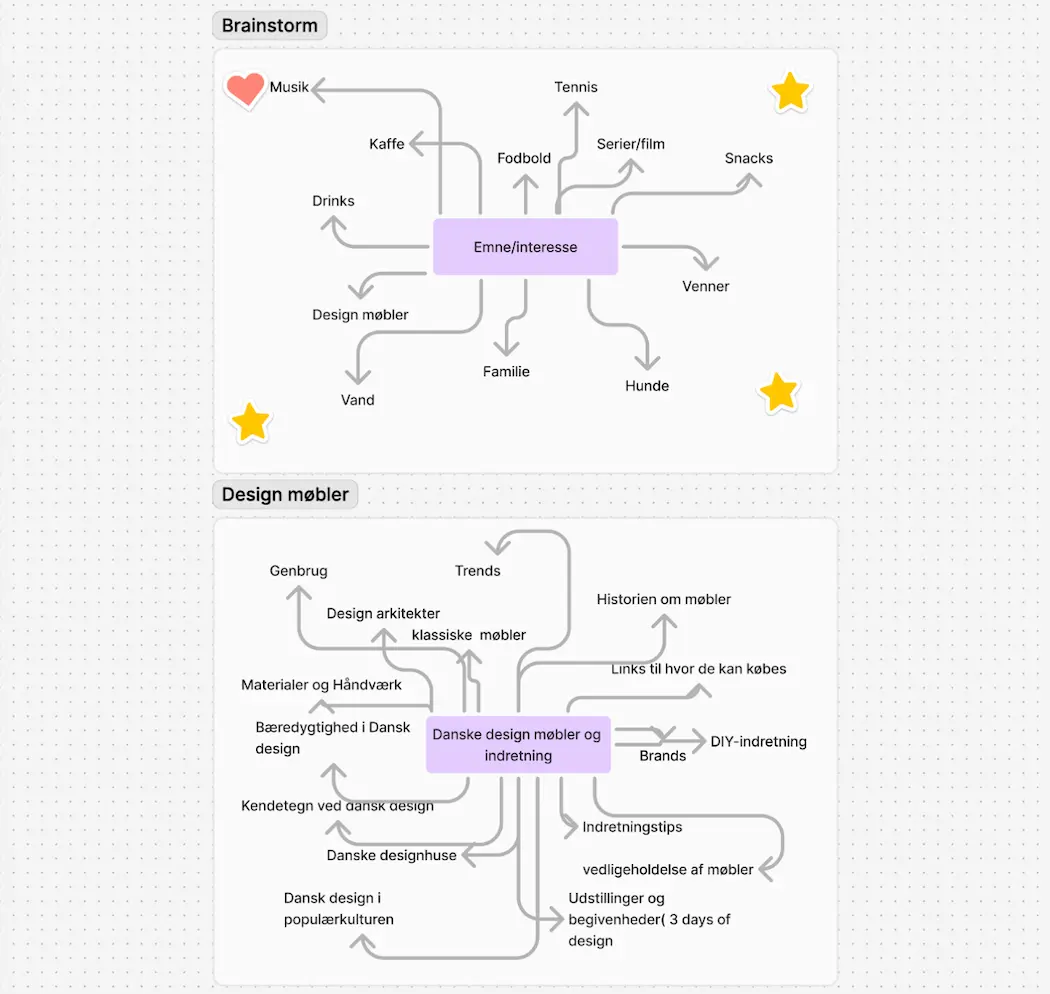 Brainstorm
Musik
Tennis
Kaffe
Fodbold
Serier/film
Snacks
Drinks
Emne/interesse
Venner
Design møbler
Familie
Hunde
Vand
Design møbler
Genbrug
Trends
Historien om møbler
Design arkitekter
klassiske møbler
Links til hvor de kan købes
Materialer og Håndværk
Bæredygtighed i Dansk
design
Danske design møbler og
indretning
DIY-indretning
Brands
Kendetegn ved dansk design
Indretningstips
Danske designhuse
vedligeholdelse af møbler
Dansk design i
populærkulturen
Udstillinger og
begivenheder( 3 days of
design